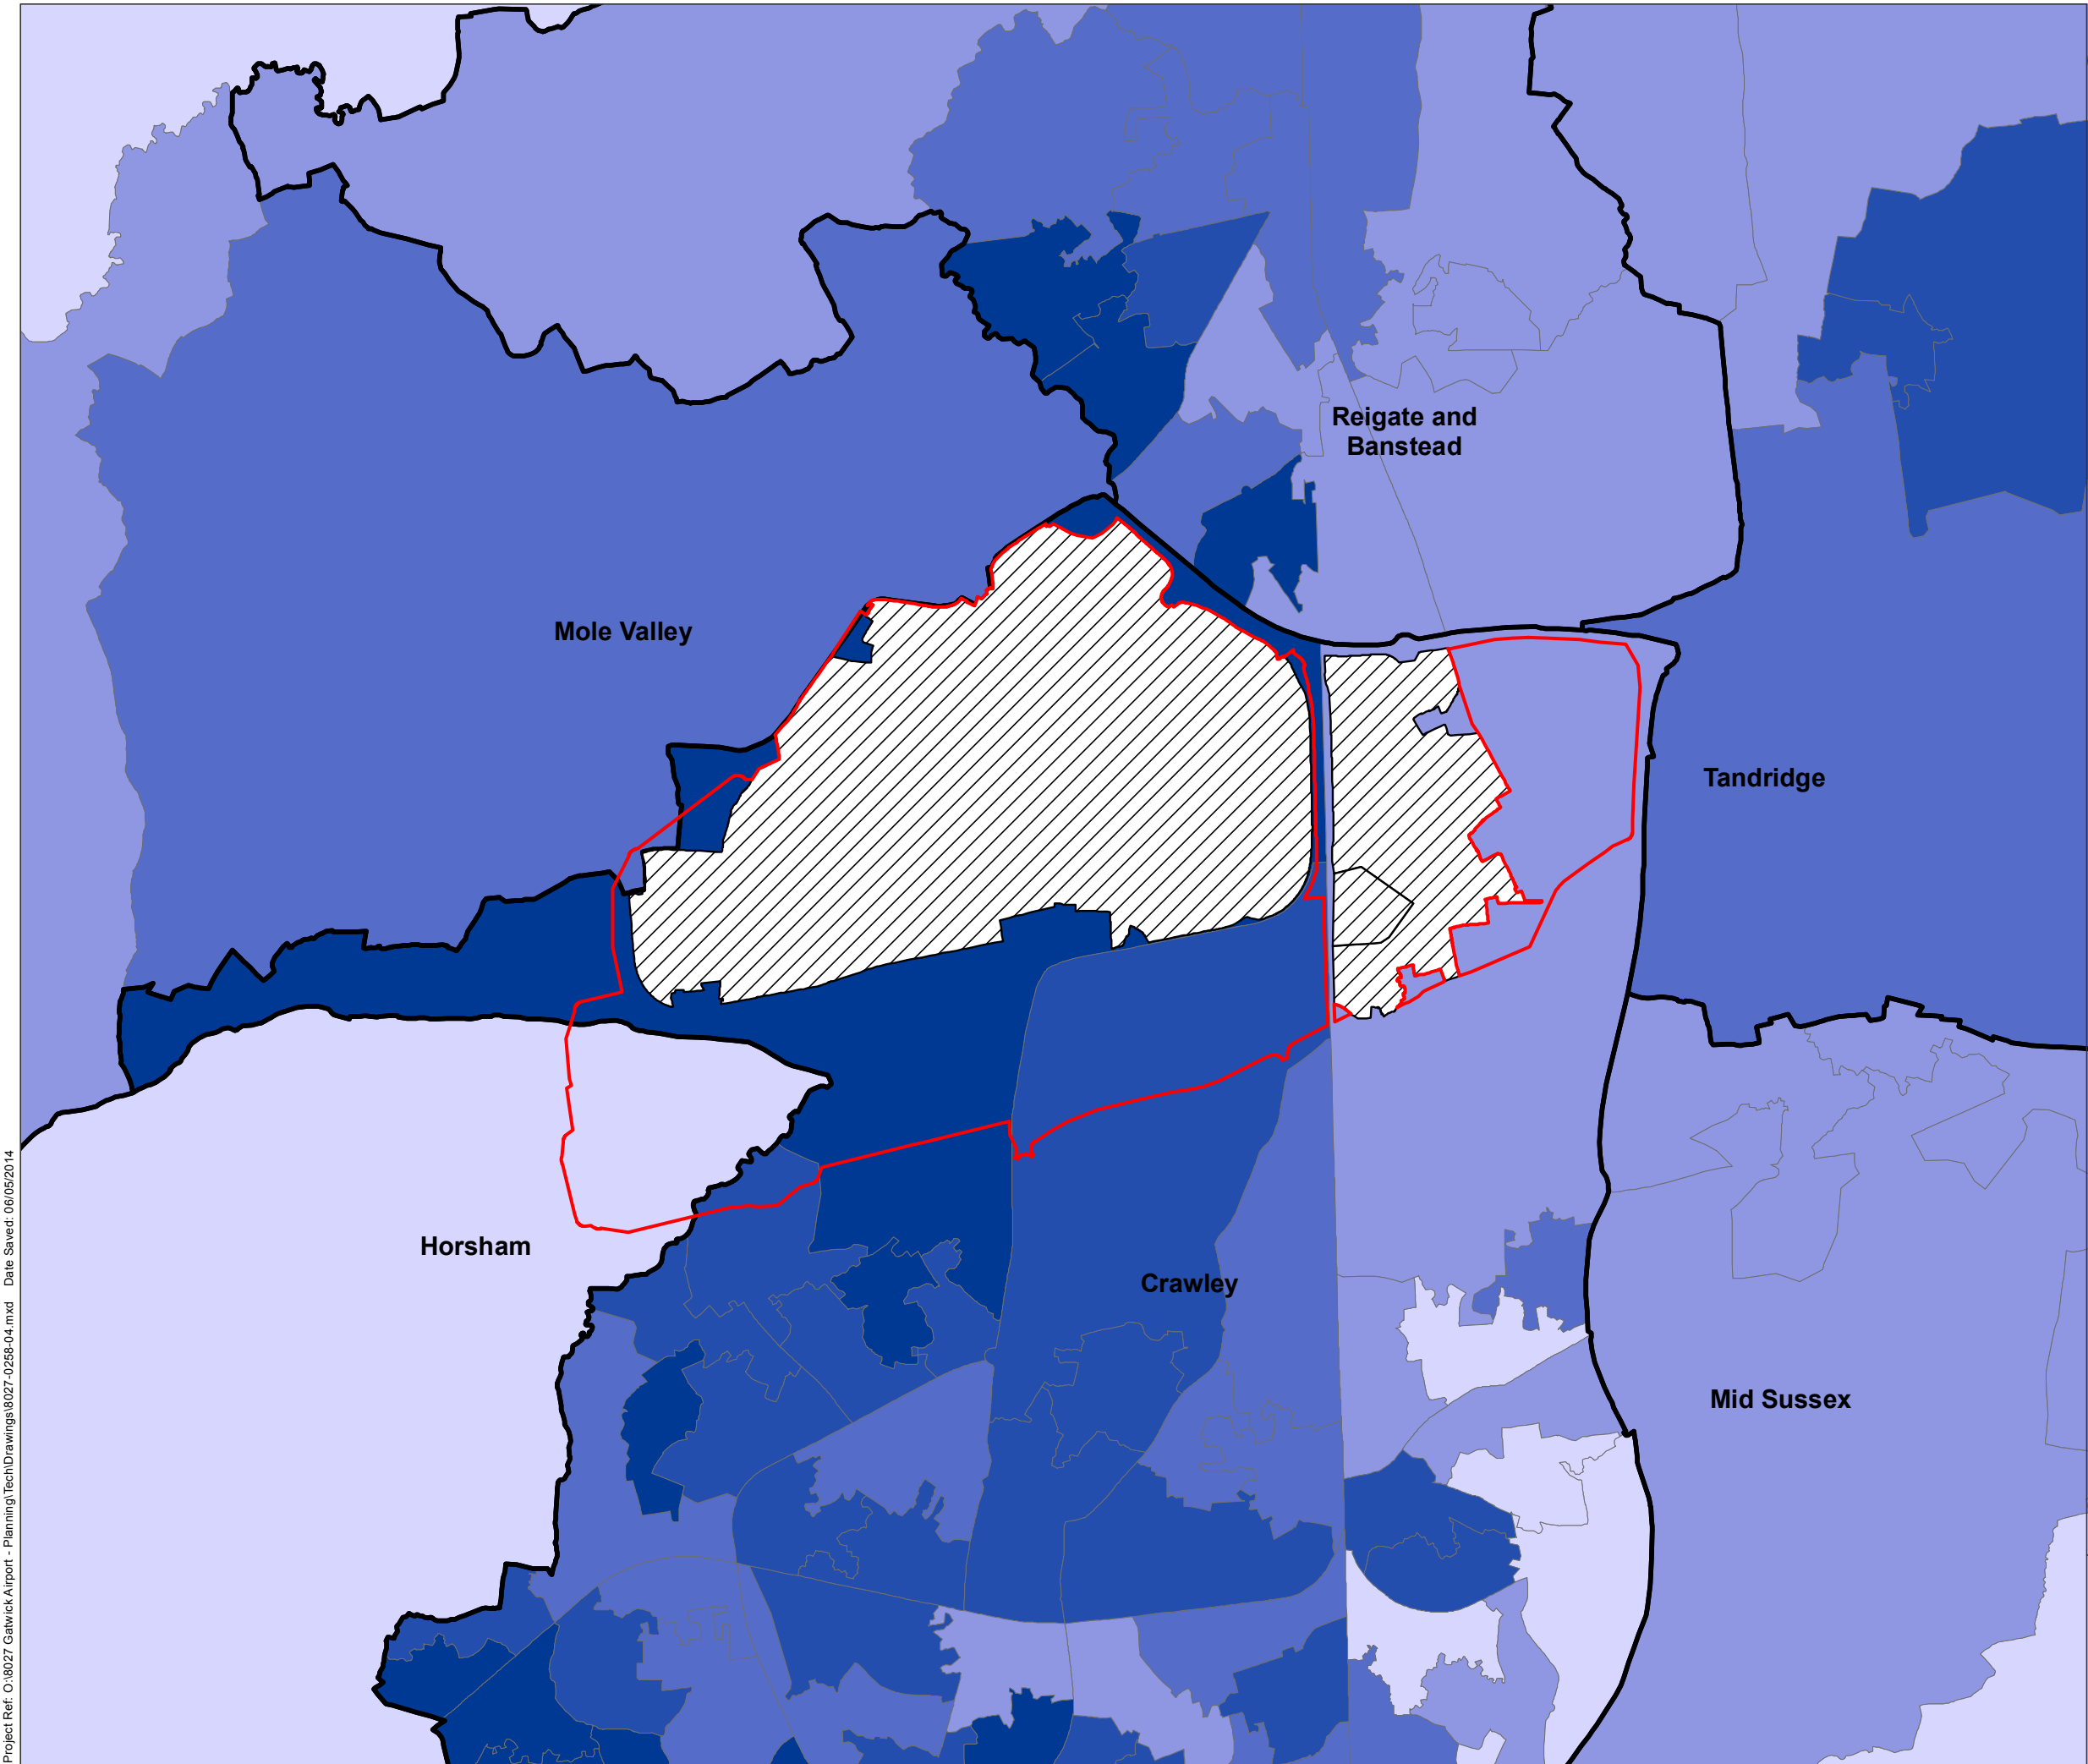 Reigate and
Banstead
Mole Valley
Tandridge
Horsham
Crawley
Mid Sussex
Project Ref: O:\8027 Gatwick Airport - Planning\Tech\Drawings\8027-0258-04.mxd Date Saved: 06/05/2014